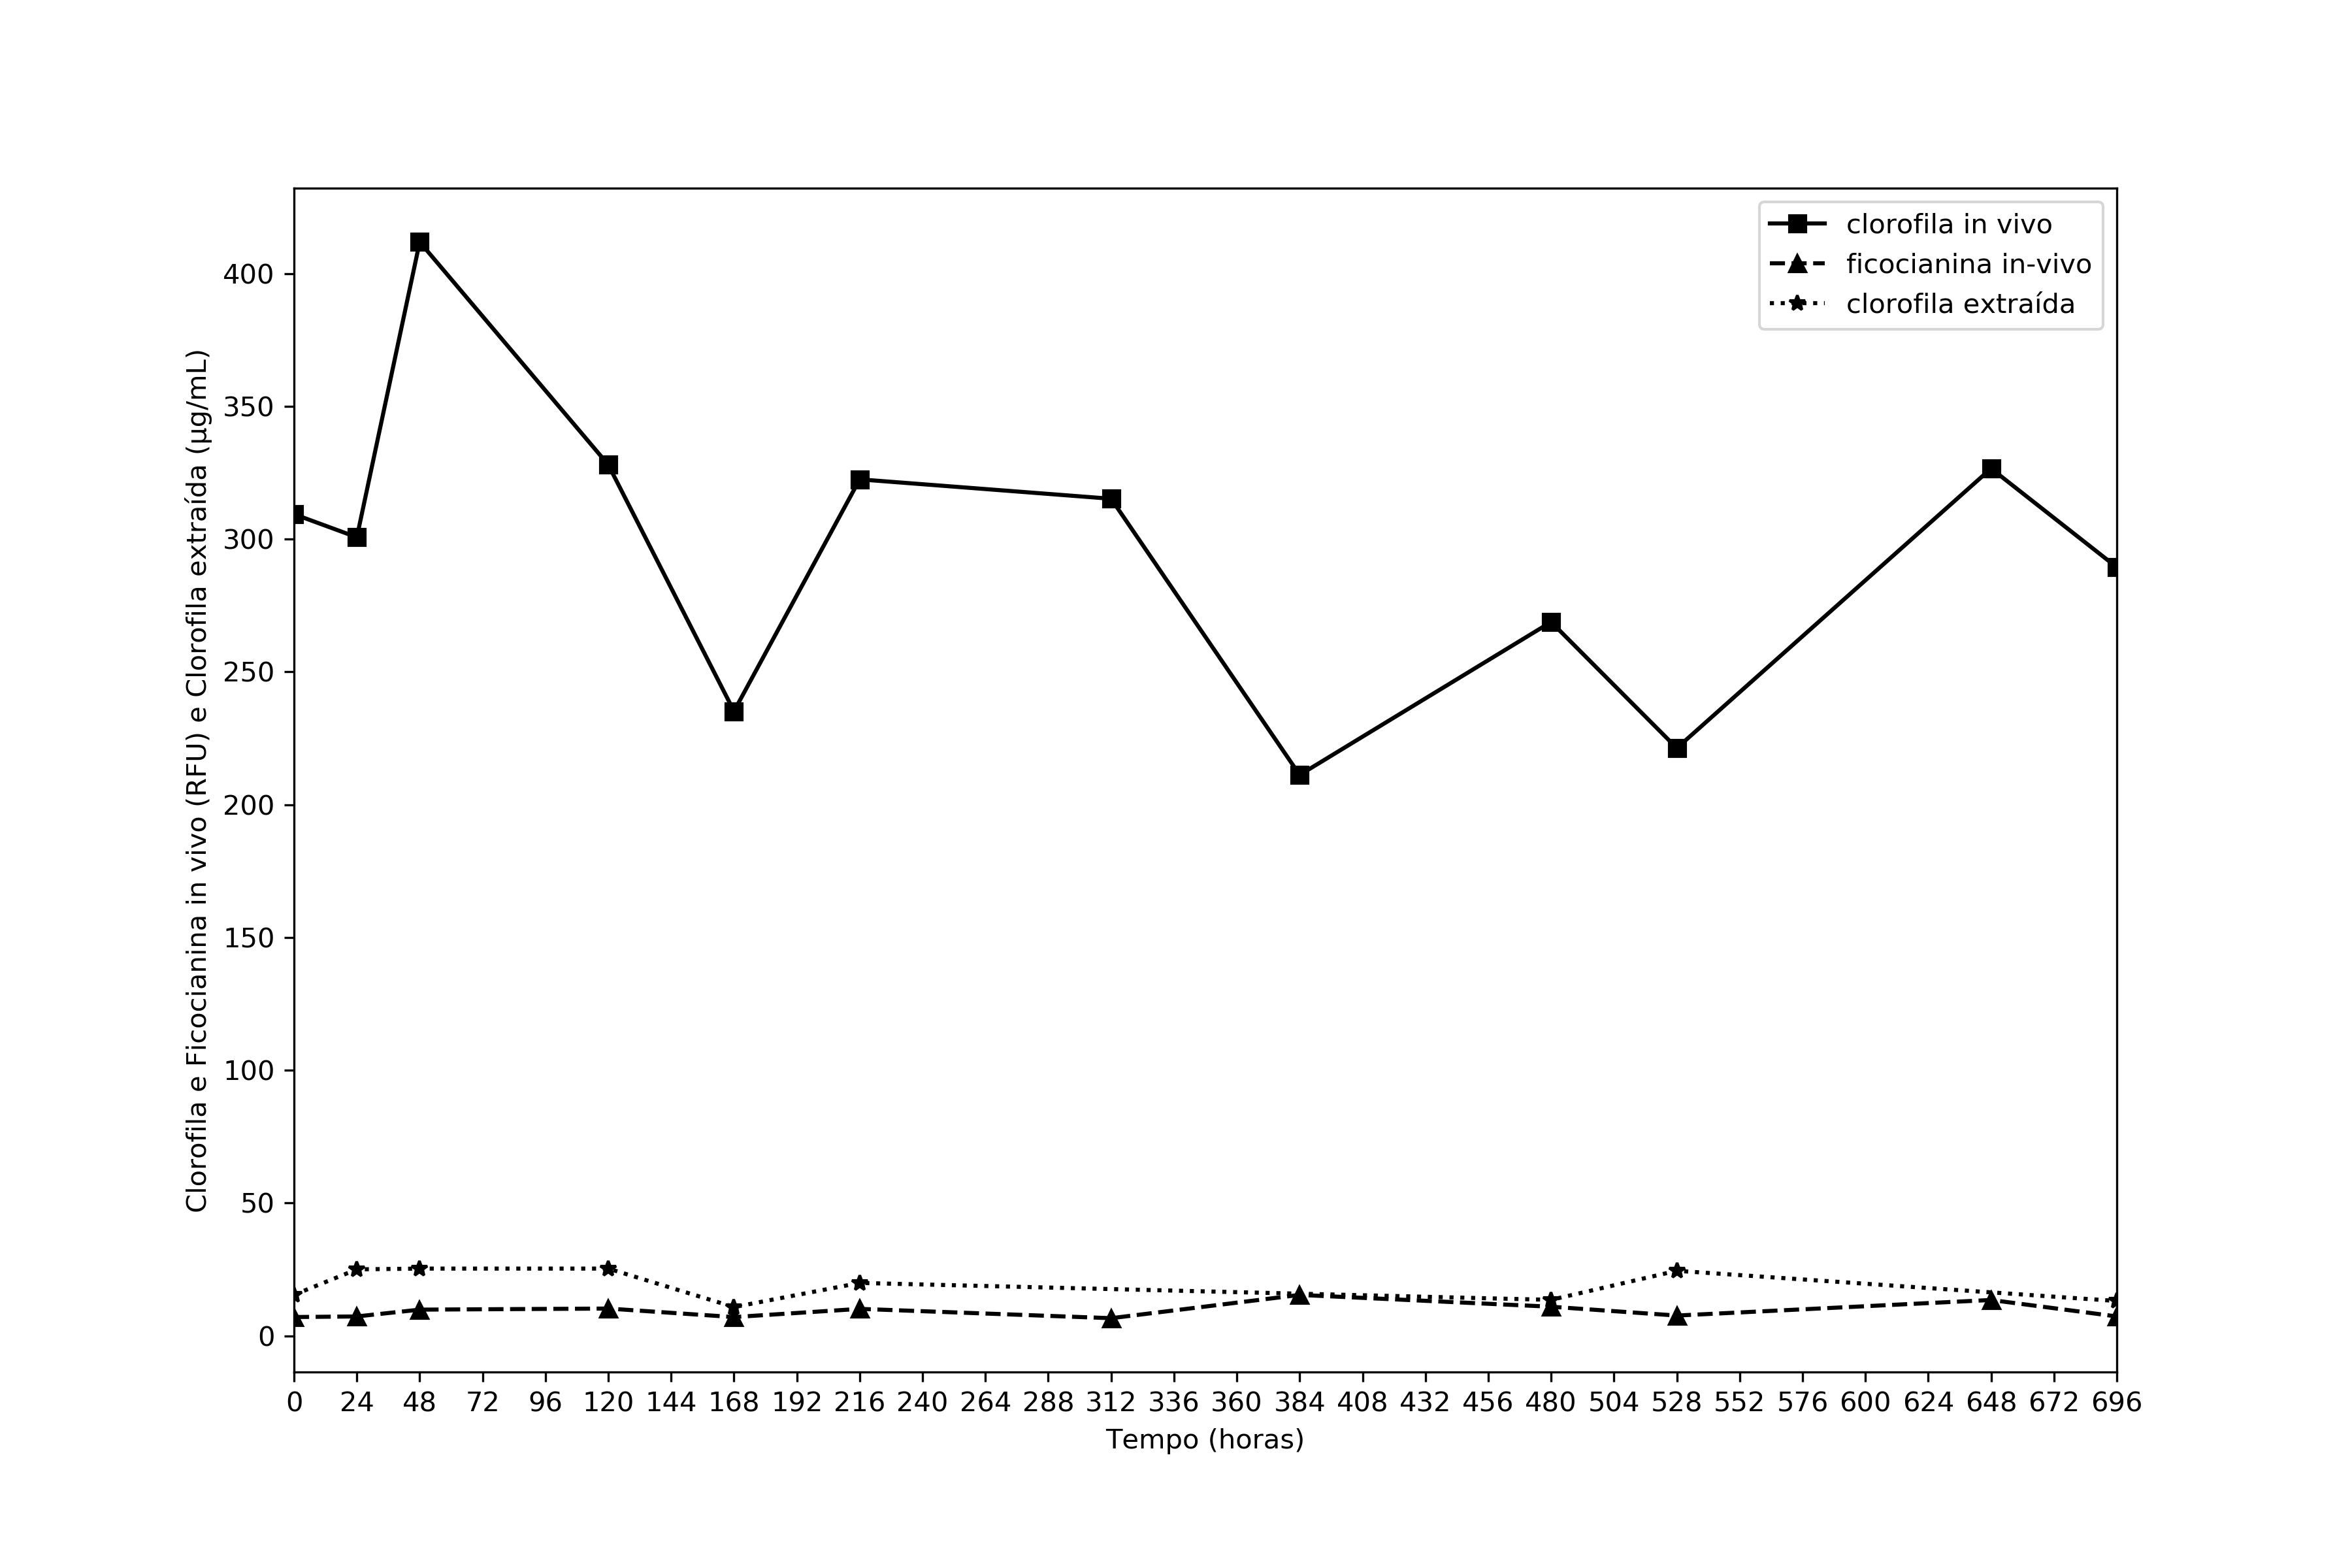 clorofila in vivo
ficocianina in-vivo
clorofila extraída
Clorofila e Ficocianina in vivo (RFU) e Clorofila extraída (µg/mL)
400
350
300
250
200
150
100
50
0
0 24 48 72 96 120 144 168 192 216 240 264 288 312 336 360 384 408 432 456 480 504 528 552 576 600 624 648 672 696
Tempo (horas)